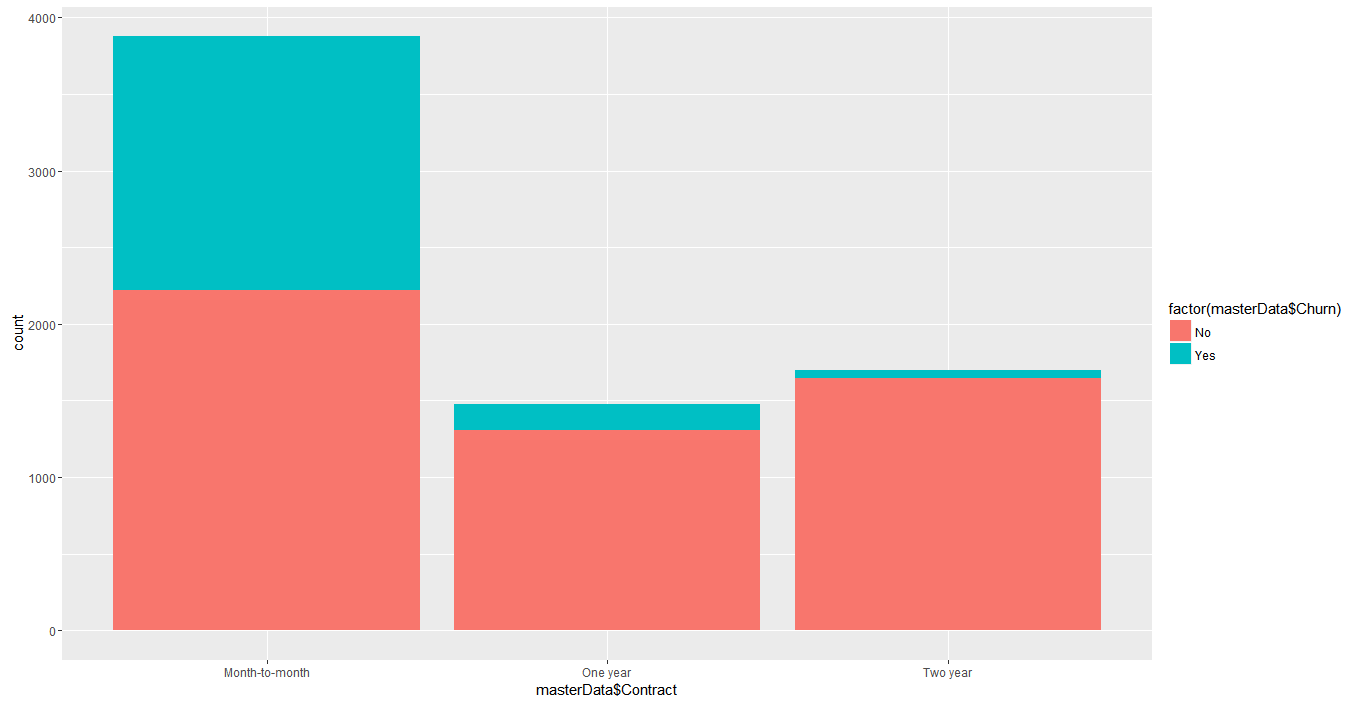 4000
3000
2000
1000
0
count
Month-to-month
One year
Two year
masterData$Contract
factor(masterData$Churn)
No
Yes